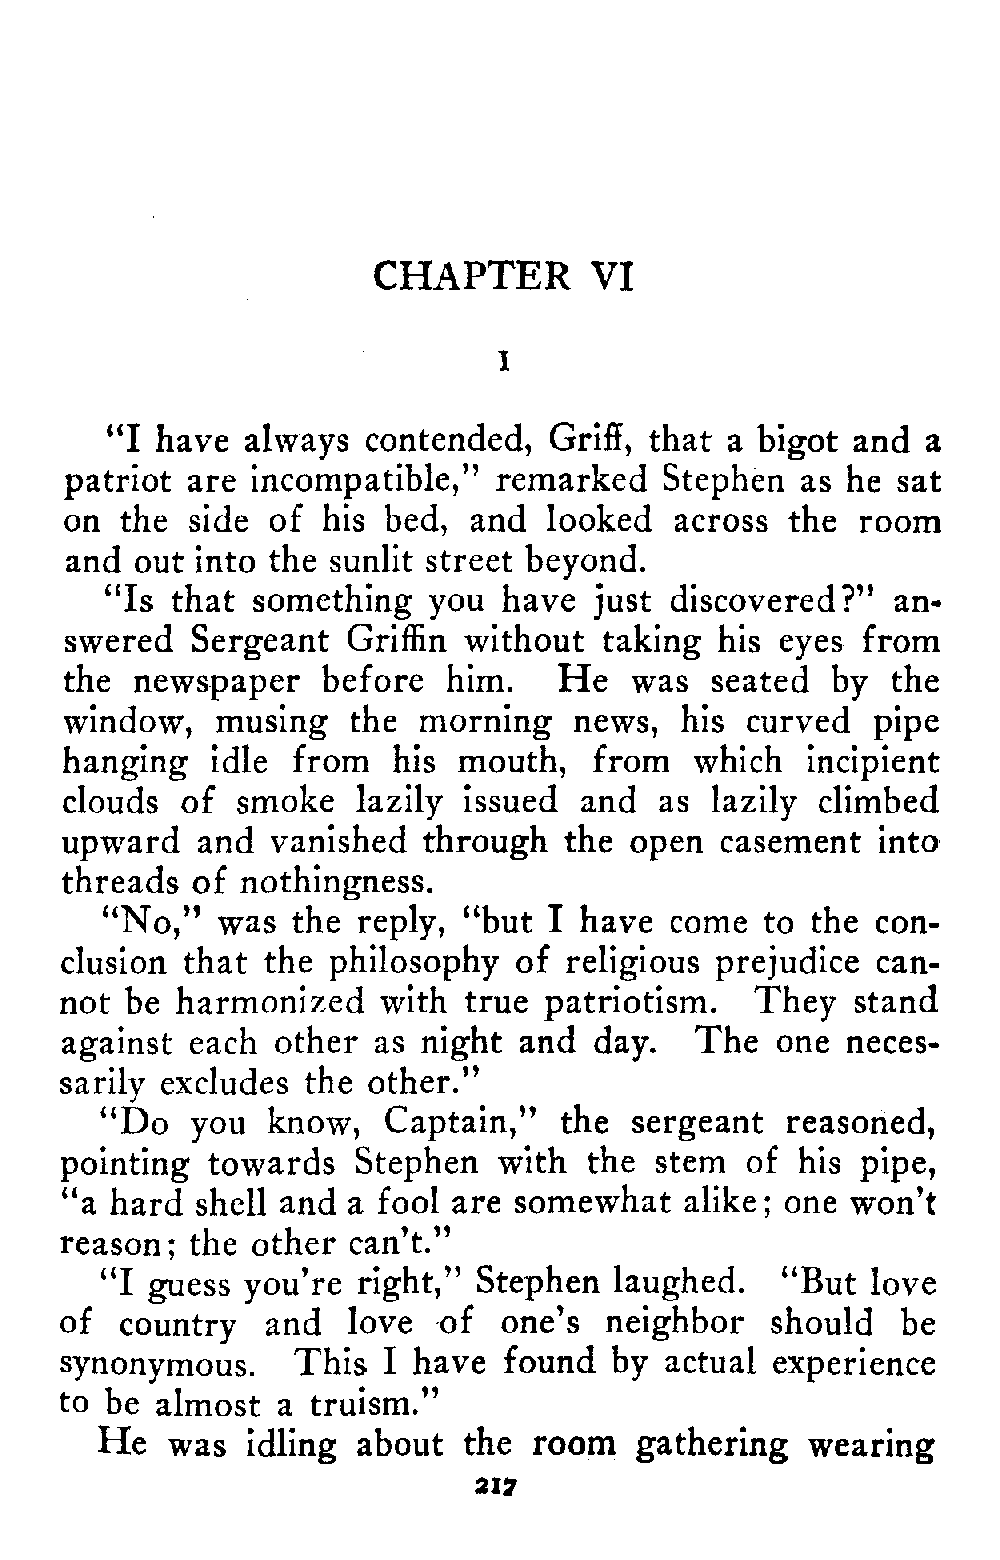 CHAPTER VI
I
“I have always contended, Griff, that a bigot and a
patriot are incompatible,” remarked Stephen as he sat
on the side of his bed, and looked across the room
and out into the sunlit street beyond.
“Is that something you have just discovered?” an-
swered Sergeant Griffin without taking his eyes from
the newspaper before him. He was seated by the
window, musing the morning news, his curved pipe
hanging idle from his mouth, from which incipient
clouds of smoke lazily issued and as lazily climbed
upward and vanished through the open casement into
threads of nothingness.
“No,” was the reply, “but I have come to the con-
clusion that the philosophy of religious prejudice can-
not be harmonized with true patriotism. They stand
against each other as night and day. The one neces-
sarily excludes the other.”
“Do you know, Captain,” the sergeant reasoned,
pointing towards Stephen with the stem of his pipe,
“a hard shell and a fool are somewhat alike; one won’t
reason; the other can’t.”
“I guess you’re right,” Stephen laughed. “But love
of country and love of one’s neighbor should be
synonymous. This I have found by actual experience
to be almost a truism.”
He was idling about the room gathering wearing
217